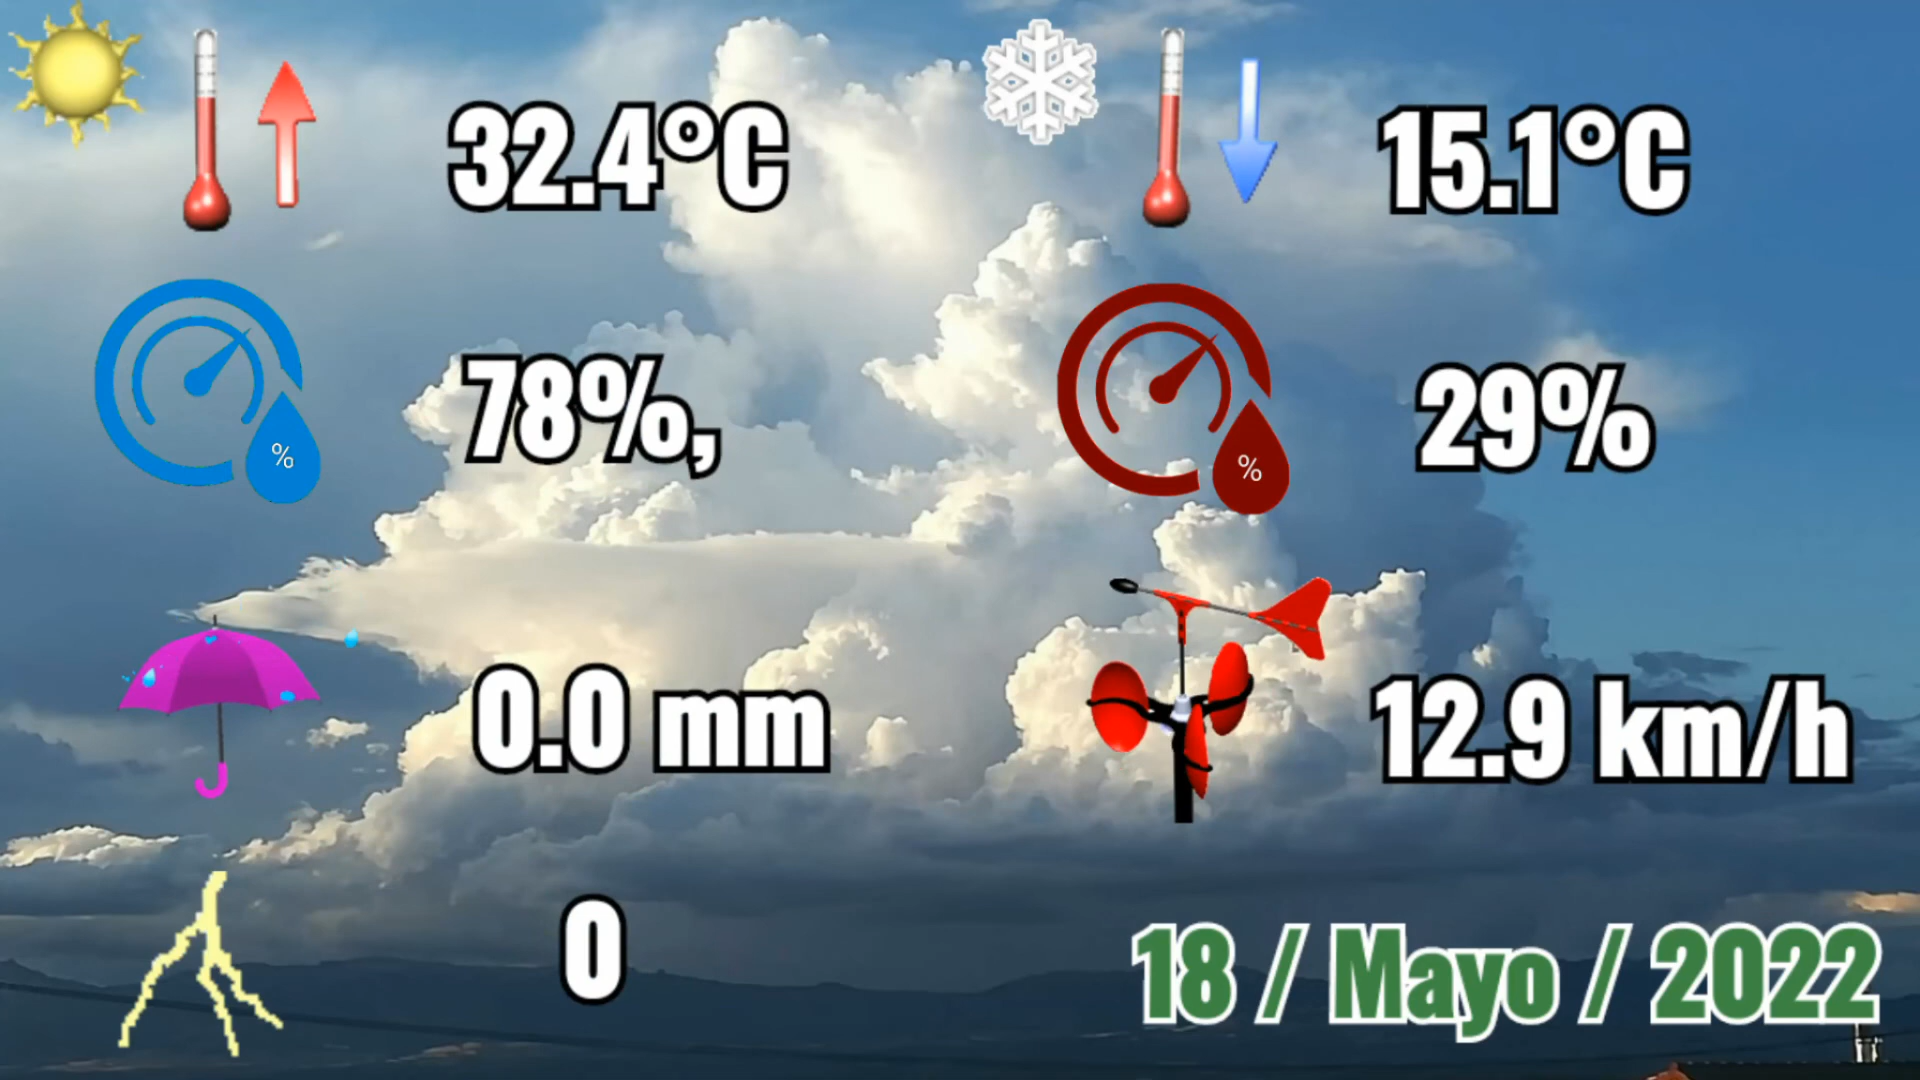 32.4°C
15.1°C
%
78%,
%
29%
0.0 mm
12.9 km/h
0
18 / Mayo / 2022